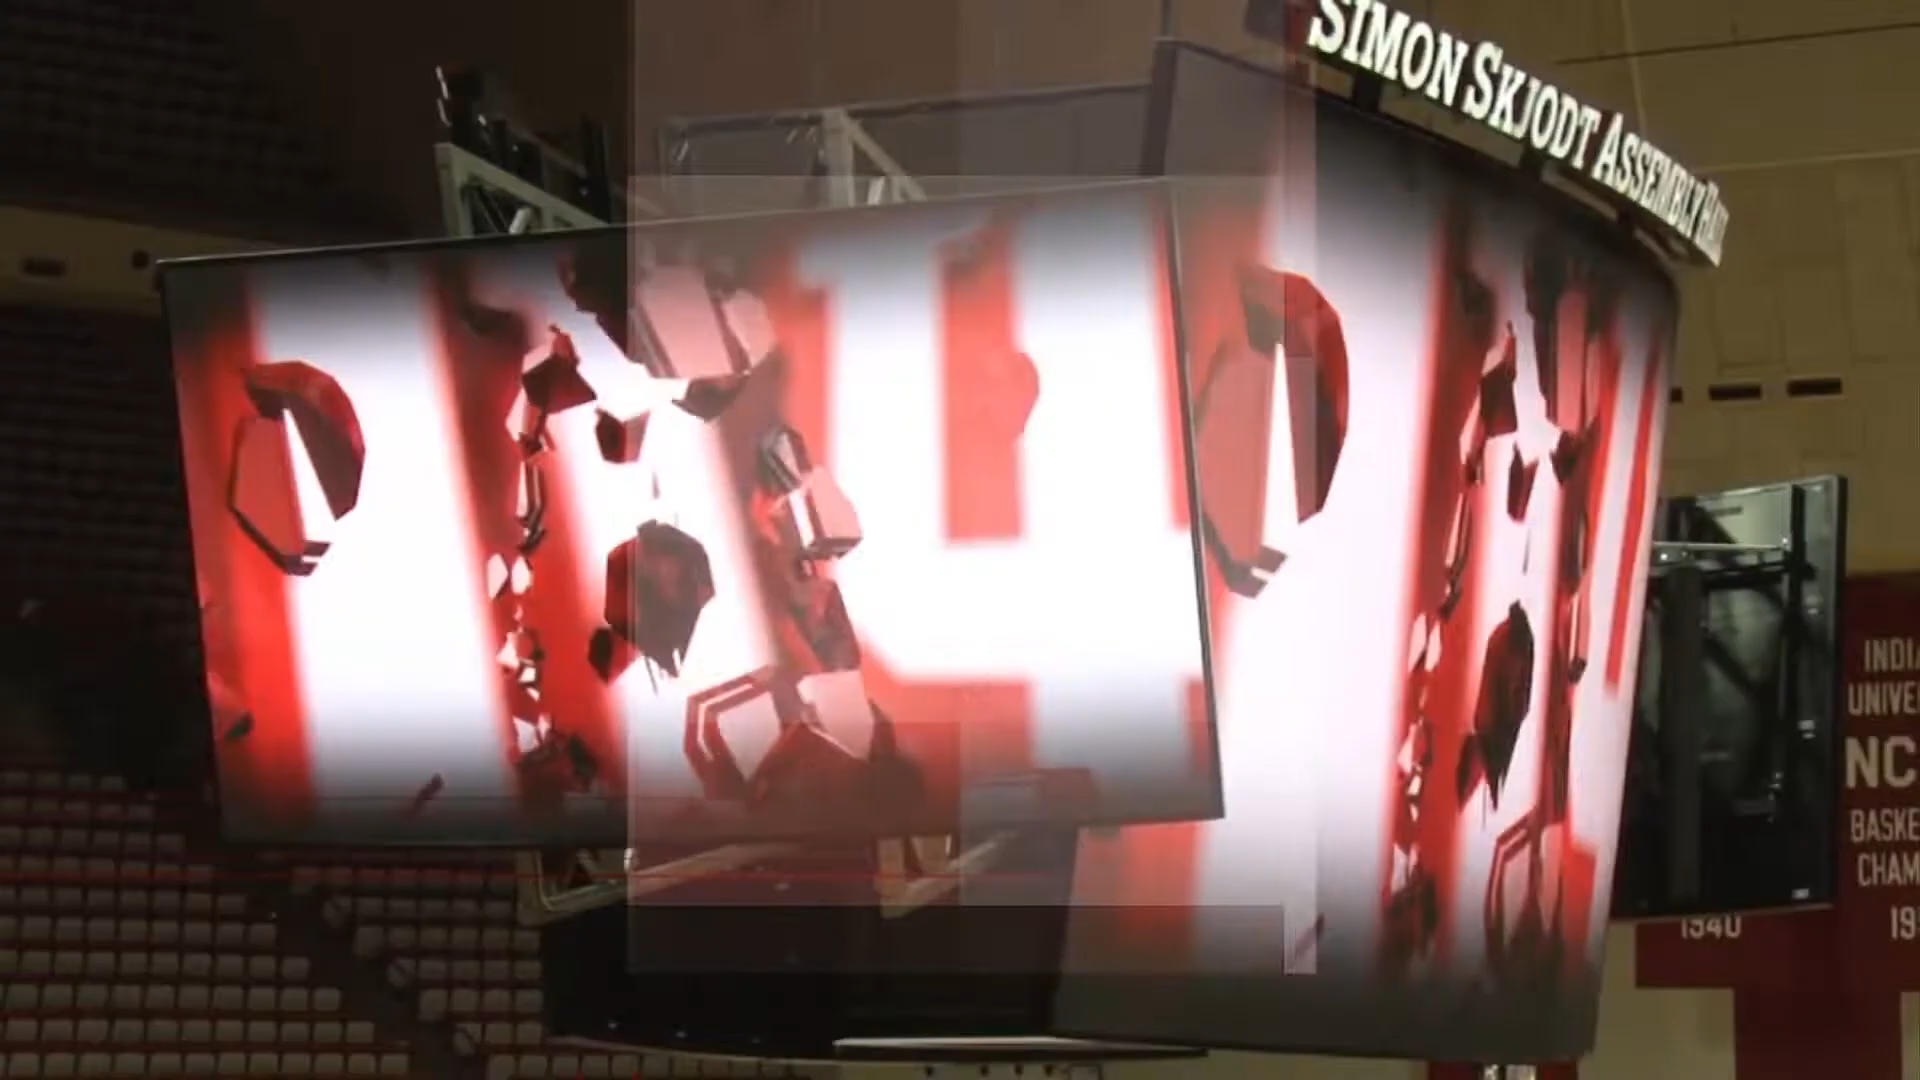 SIMON SKJODT ASSEMBLY HALL
NC
BASKE
CHAM
1940
19
INDIA
UNIVE